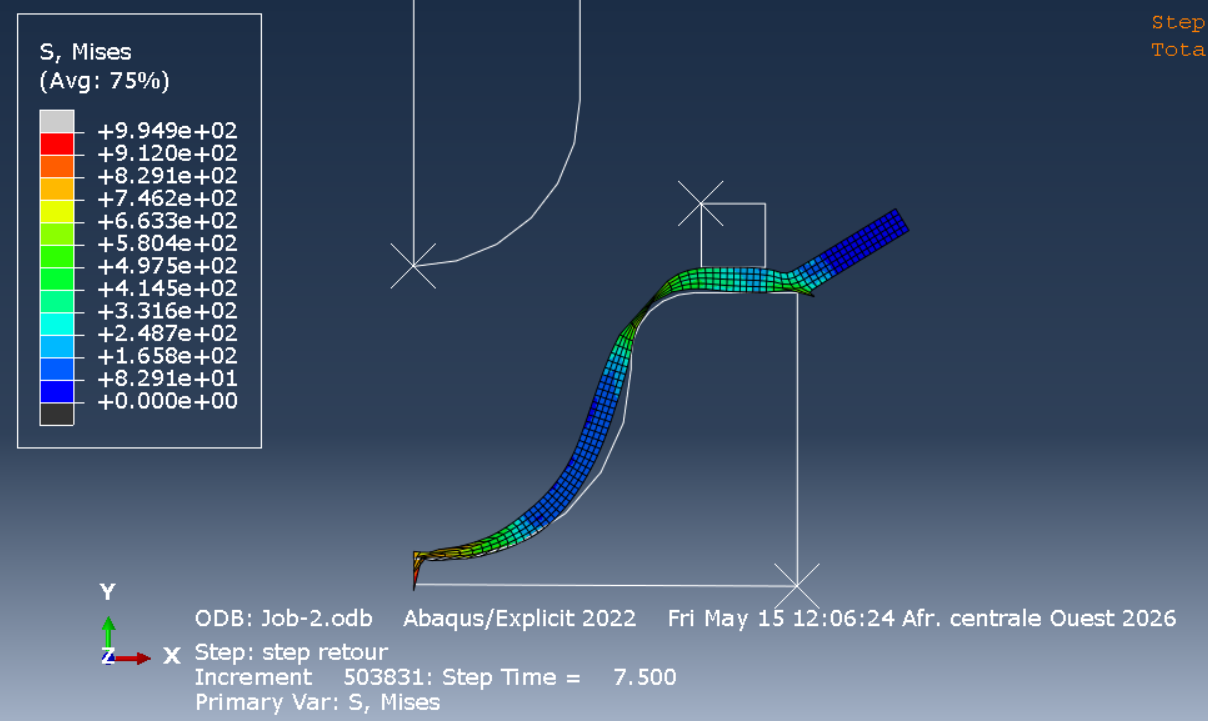 Step
Tota
S, Mises
(Avg: 75%)
+9.949e+02
+9.120e+02
+8.291e+02
+7.462e+02
+6.633e+02
+5.804e+02
+4.975e+02
+4.145e+02
+3.316e+02
+2.487e+02
+1.658e+02
+8.291e+01
+0.000e+00
Y
Z X
ODB: Job-2.odb Abaqus/Explicit 2022 Fri May 15 12:06:24 Afr. centrale Ouest 2026
Step: step retour
Increment 503831: Step Time = 7.500
Primary Var: S, Mises